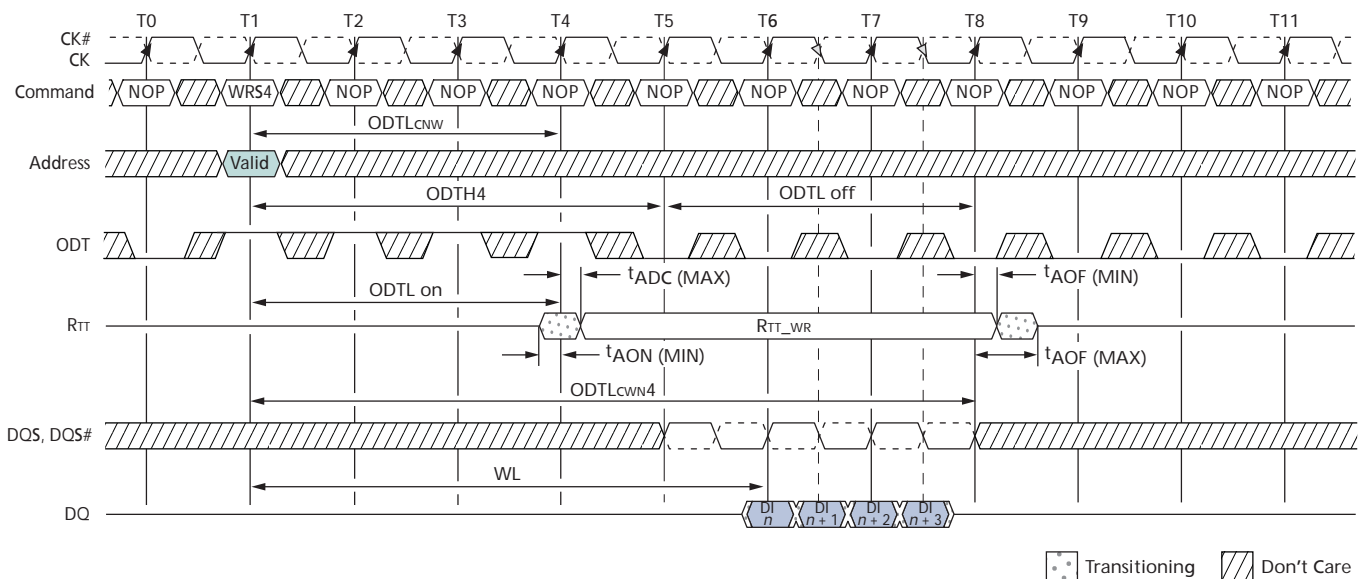 T0 T1 T2 T3 T4 T5 T6 T7 T8 T9 T10 T11
CK#
CK
Command NOP WRS4 NOP NOP NOP NOP NOP NOP NOP NOP NOP NOP
ODTLCNW
Address Valid
ODTH4 ODTL off
ODT
tADC (MAX) tAOF (MIN)
ODTL on
RTT RTT_WR
tAON (MIN) tAOF (MAX)
ODTLCWN4
DQS, DQS#
WL
DQ DI n DI n + 1 DI n + 2 DI n + 3
Transitioning Don't Care